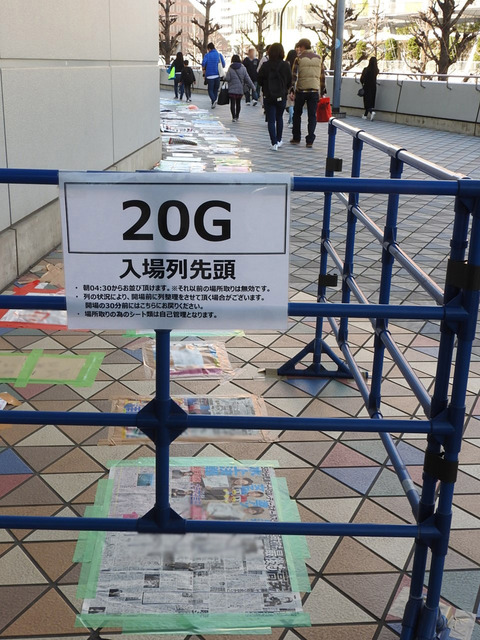 20G
入場列先頭
・ 朝04:30からお並び頂けます。※それ以前の場所取りは無効です。
・ 列の状況により、開場前に列整理をさせて頂く場合がございます。
開場の30分前にはこちらにお戻りください。
・ 場所取りの為のシート類は自己管理となります。